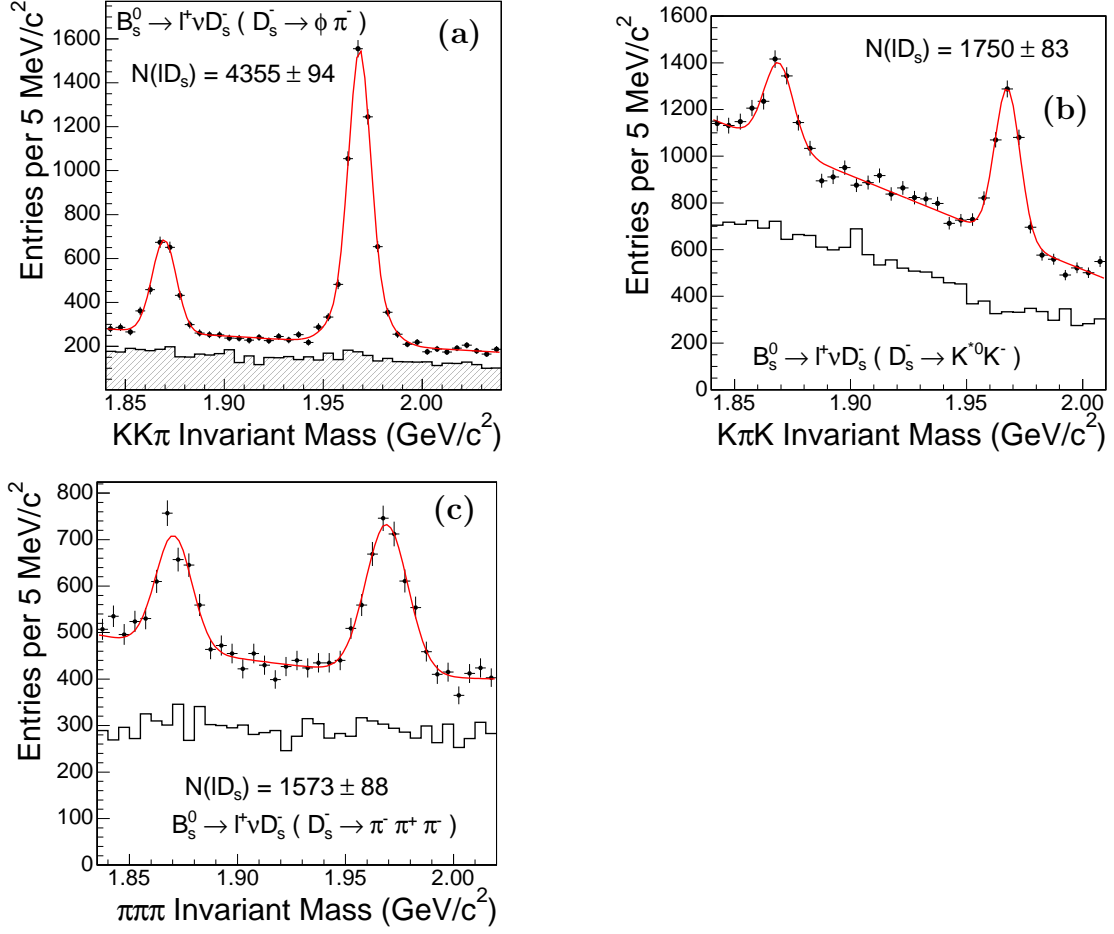 B⁰ₛ → l⁺νD⁻ₛ ( D⁻ₛ → φ π⁻ )
(a)
N(lDₛ) = 4355 ± 94
Entries per 5 MeV/c²
1600
1400
1200
1000
800
600
400
200
1.85 1.90 1.95 2.00
KKπ Invariant Mass (GeV/c²)
N(lDₛ) = 1750 ± 83
(b)
Entries per 5 MeV/c²
1600
1400
1200
1000
800
600
400
200
0
B⁰ₛ → l⁺νD⁻ₛ ( D⁻ₛ → K*⁰K⁻ )
1.85 1.90 1.95 2.00
KπK Invariant Mass (GeV/c²)
(c)
Entries per 5 MeV/c²
800
700
600
500
400
300
200
100
0
N(lDₛ) = 1573 ± 88
B⁰ₛ → l⁺νD⁻ₛ ( D⁻ₛ → π⁻ π⁺ π⁻ )
1.85 1.90 1.95 2.00
πππ Invariant Mass (GeV/c²)